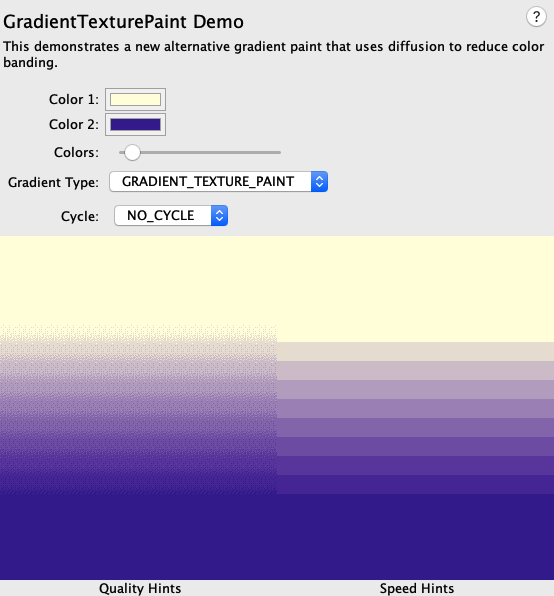 GradientTexturePaint Demo
?
This demonstrates a new alternative gradient paint that uses diffusion to reduce color
banding.
Color 1:
Color 2:
Colors:
Gradient Type: GRADIENT_TEXTURE_PAINT
Cycle: NO_CYCLE
Quality Hints Speed Hints